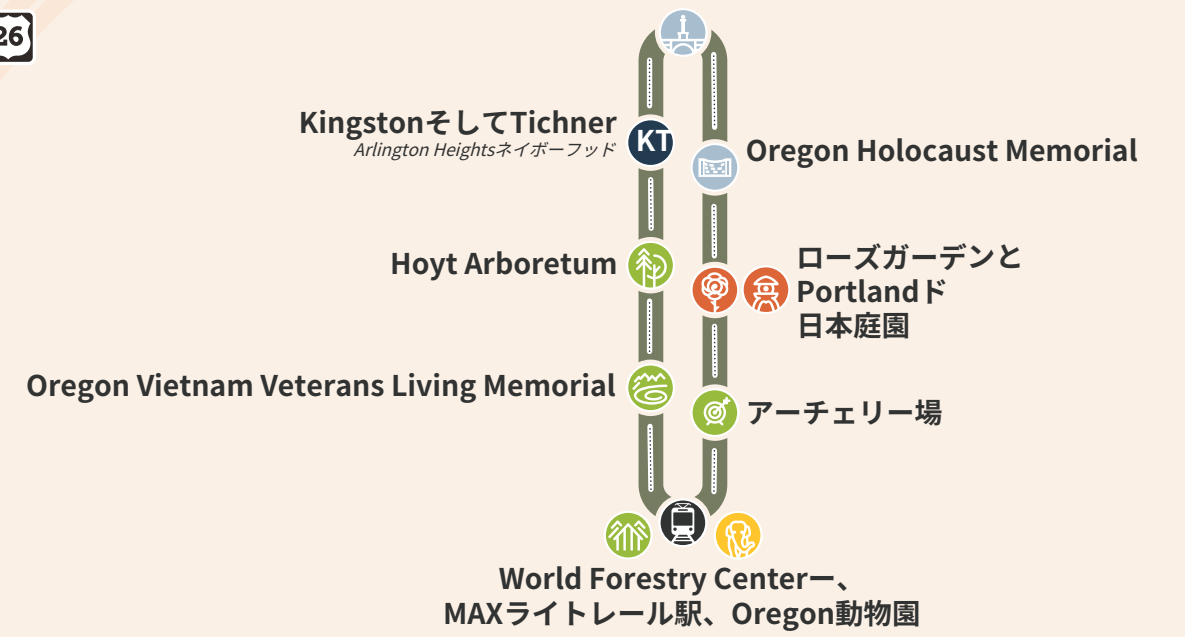 26
KingstonそしてTichner
Arlington Heightsネイボーフッド
KT
Oregon Holocaust Memorial
Hoyt Arboretum
ローズガーデンと
Portlandド
日本庭園
Oregon Vietnam Veterans Living Memorial
アーチェリー場
World Forestry Centerー、
MAXライトレール駅、Oregon動物園